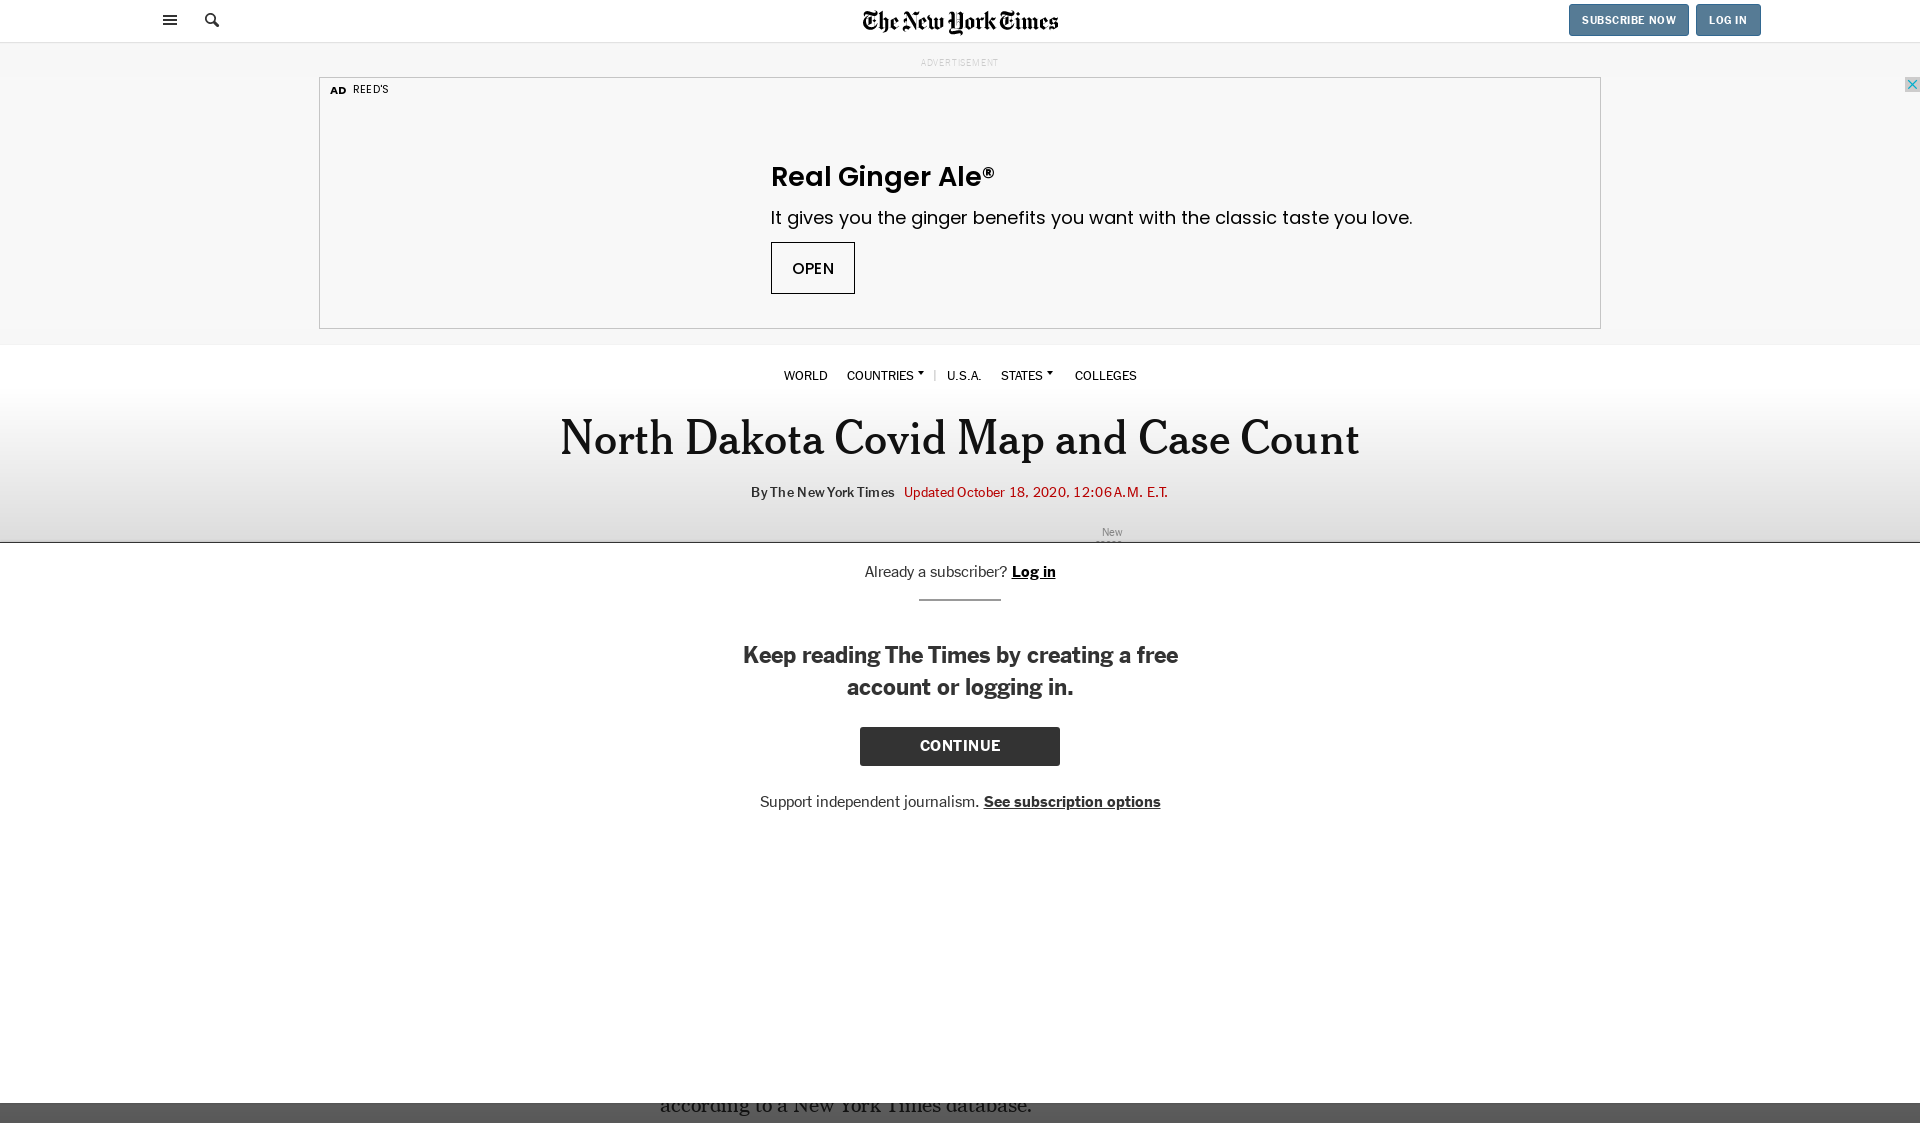 The New York Times
SUBSCRIBE NOW
LOG IN
ADVERTISEMENT
AD REED'S
Real Ginger Ale®
It gives you the ginger benefits you want with the classic taste you love.
OPEN
WORLD COUNTRIES | U.S.A. STATES COLLEGES
North Dakota Covid Map and Case Count
By The New York Times Updated October 18, 2020, 12:06 A.M. E.T.
New
Already a subscriber? Log in
Keep reading The Times by creating a free
account or logging in.
CONTINUE
Support independent journalism. See subscription options
according to a New York Times database.